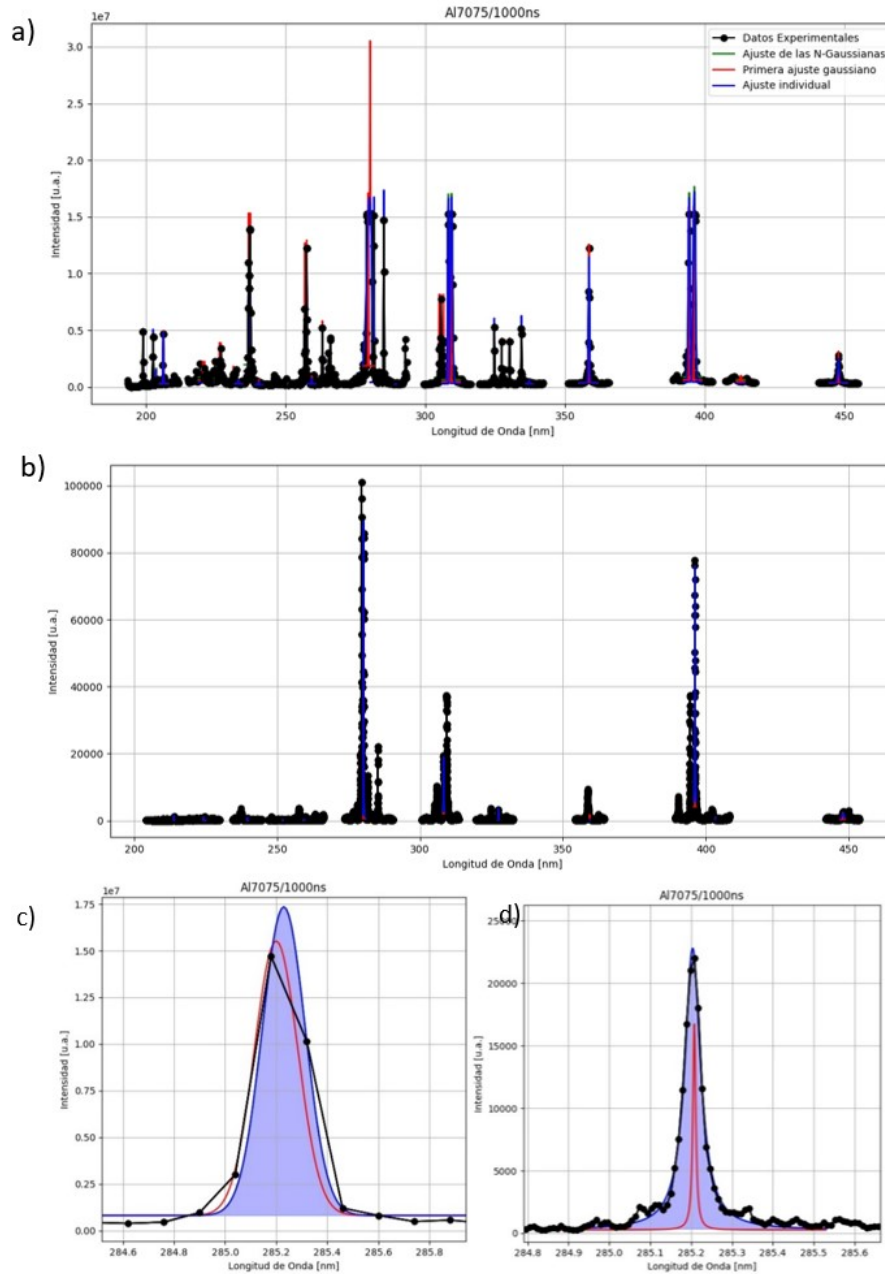 a)
Al7075/1000ns
1e7
3.0
2.5
2.0
1.5
1.0
0.5
0.0
Intensidad [u.a.]
Datos Experimentales
Ajuste de las N-Gaussianas
Primera ajuste gaussiano
Ajuste individual
200 250 300 350 400 450
Longitud de Onda [nm]
b)
100000
80000
60000
40000
20000
0
Intensidad [u.a.]
200 250 300 350 400 450
Longitud de Onda [nm]
c)
Al7075/1000ns
1e7
1.75
1.50
1.25
1.00
0.75
0.50
0.25
0.00
Intensidad [u.a.]
284.6 284.8 285.0 285.2 285.4 285.6 285.8
Longitud de Onda [nm]
d)
Al7075/1000ns
25000
20000
15000
10000
5000
0
Intensidad [u.a.]
284.8 284.9 285.0 285.1 285.2 285.3 285.4 285.5 285.6
Longitud de Onda [nm]